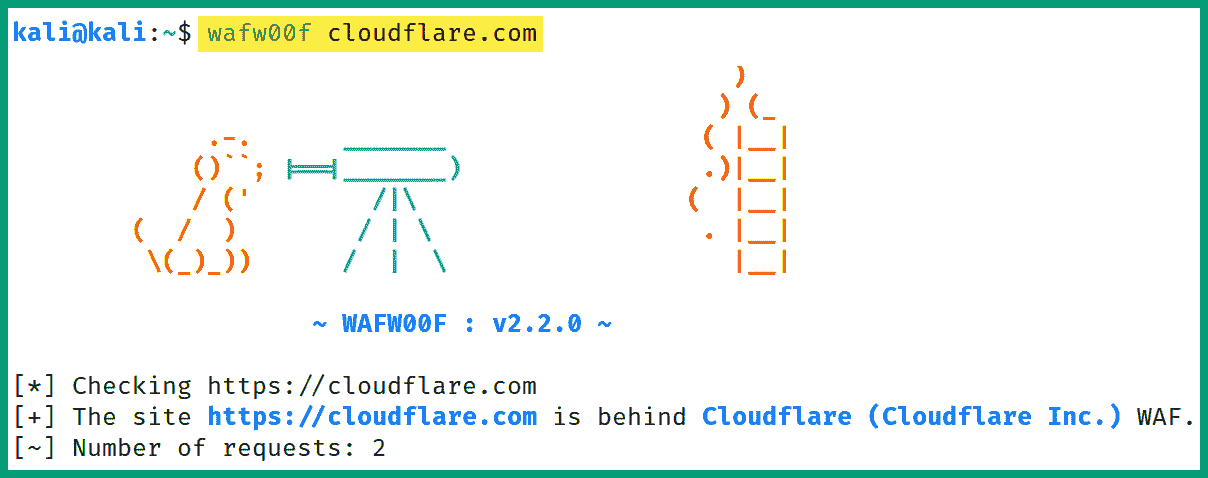 kali@kali:~$ wafw00f cloudflare.com
~ WAFW00F : v2.2.0 ~
[*] Checking https://cloudflare.com
[+] The site https://cloudflare.com is behind Cloudflare (Cloudflare Inc.) WAF.
[~] Number of requests: 2